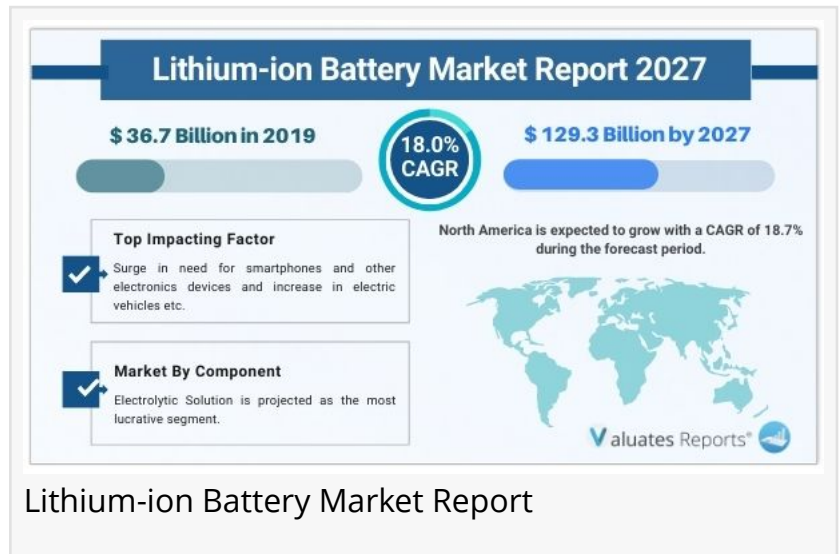 Lithium-ion Battery Market Report 2027
$ 36.7 Billion in 2019
18.0%
CAGR
$ 129.3 Billion by 2027
Top Impacting Factor
Surge in need for smartphones and other
electronics devices and increase in electric
vehicles etc.
North America is expected to grow with a CAGR of 18.7%
during the forecast period.
Market By Component
Electrolytic Solution is projected as the most
lucrative segment.
Valuates Reports®
Lithium-ion Battery Market Report